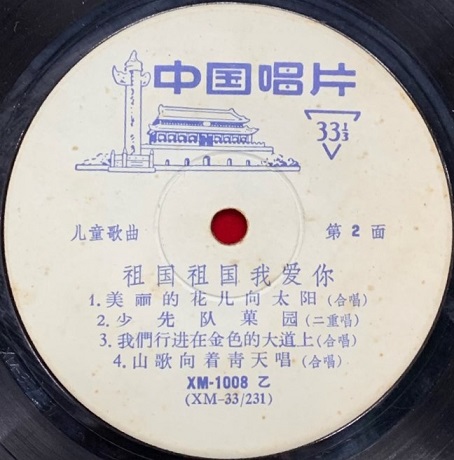 中国唱片
33⅓
儿童歌曲 第2面
祖国祖国我爱你
1.美丽的花儿向太阳(合唱)
2.少先队菓园(二重唱)
3.我們行进在金色的大道上(合唱)
4.山歌向着青天唱(合唱)
XM-1008 乙
(XM-33/231)